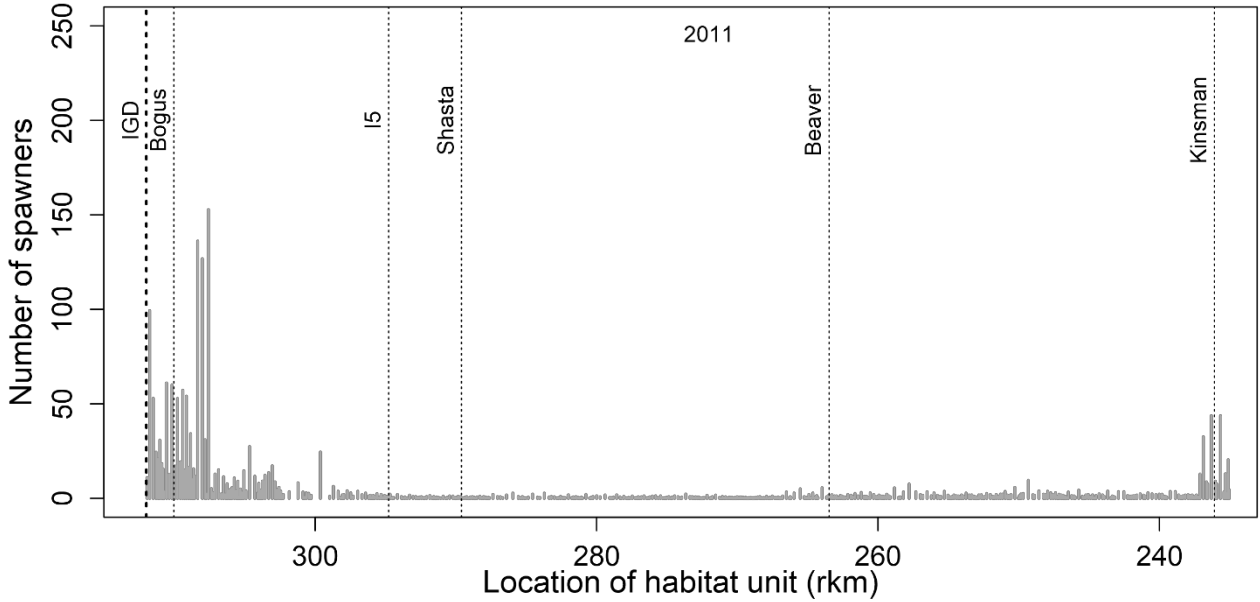 2011
IGD
Bogus
I5
Shasta
Beaver
Kinsman
Number of spawners
250
200
150
100
50
0
300
280
260
240
Location of habitat unit (rkm)